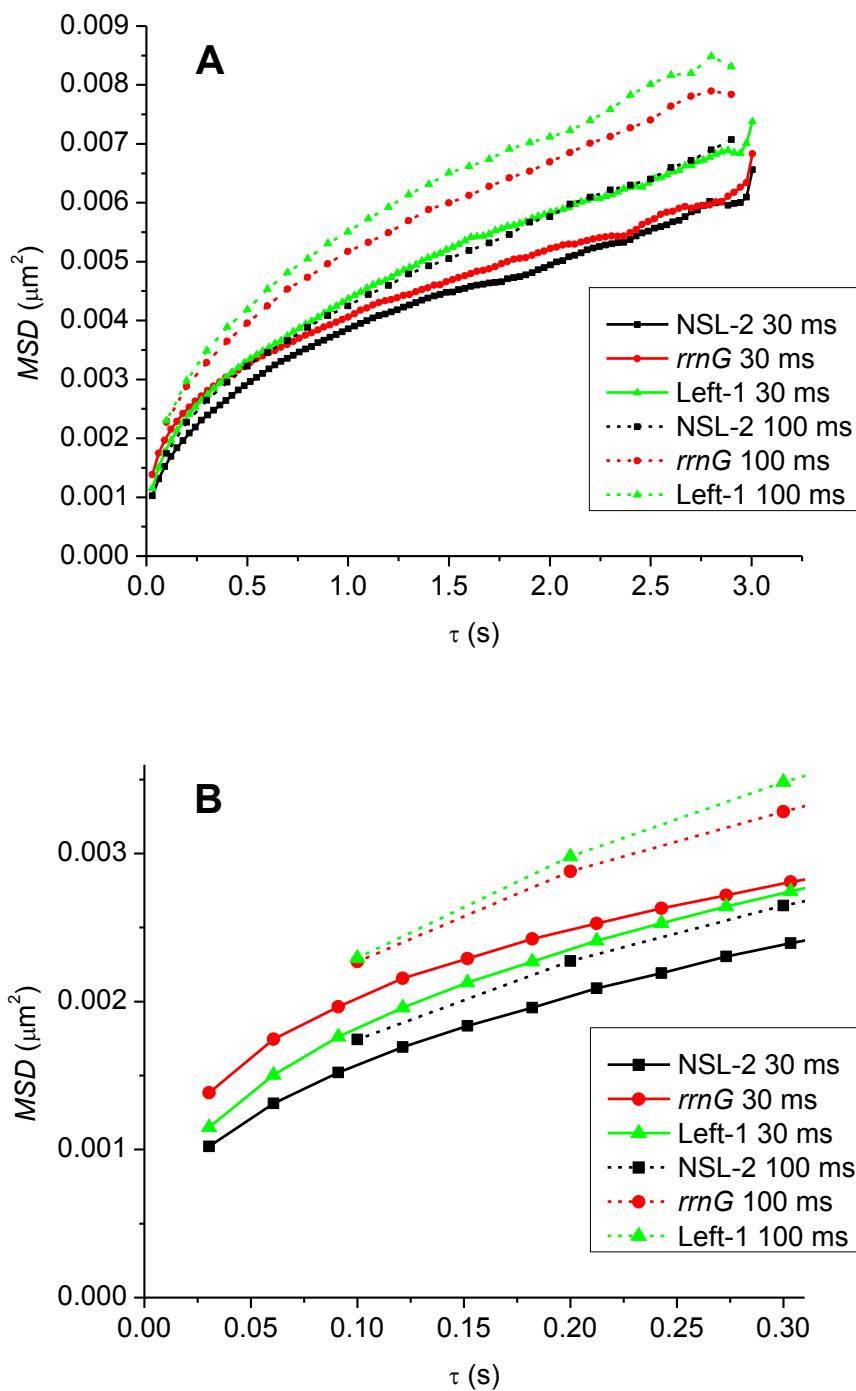 A
0.009
0.008
0.007
0.006
0.005
0.004
0.003
0.002
0.001
0.000
MSD (μm²)
NSL-2 30 ms
rrnG 30 ms
Left-1 30 ms
NSL-2 100 ms
rrnG 100 ms
Left-1 100 ms
0.0 0.5 1.0 1.5 2.0 2.5 3.0
τ (s)
B
0.003
0.002
0.001
0.000
MSD (μm²)
NSL-2 30 ms
rrnG 30 ms
Left-1 30 ms
NSL-2 100 ms
rrnG 100 ms
Left-1 100 ms
0.00 0.05 0.10 0.15 0.20 0.25 0.30
τ (s)